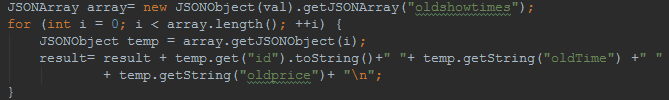 JSONArray array= new JSONObject(val).getJSONArray("oldshowtimes");
for (int i = 0; i < array.length(); ++i) {
    JSONObject temp = array.getJSONObject(i);
    result= result + temp.get("id").toString()+" "+ temp.getString("oldTime") +" "
            + temp.getString("oldprice")+ "\n";
}